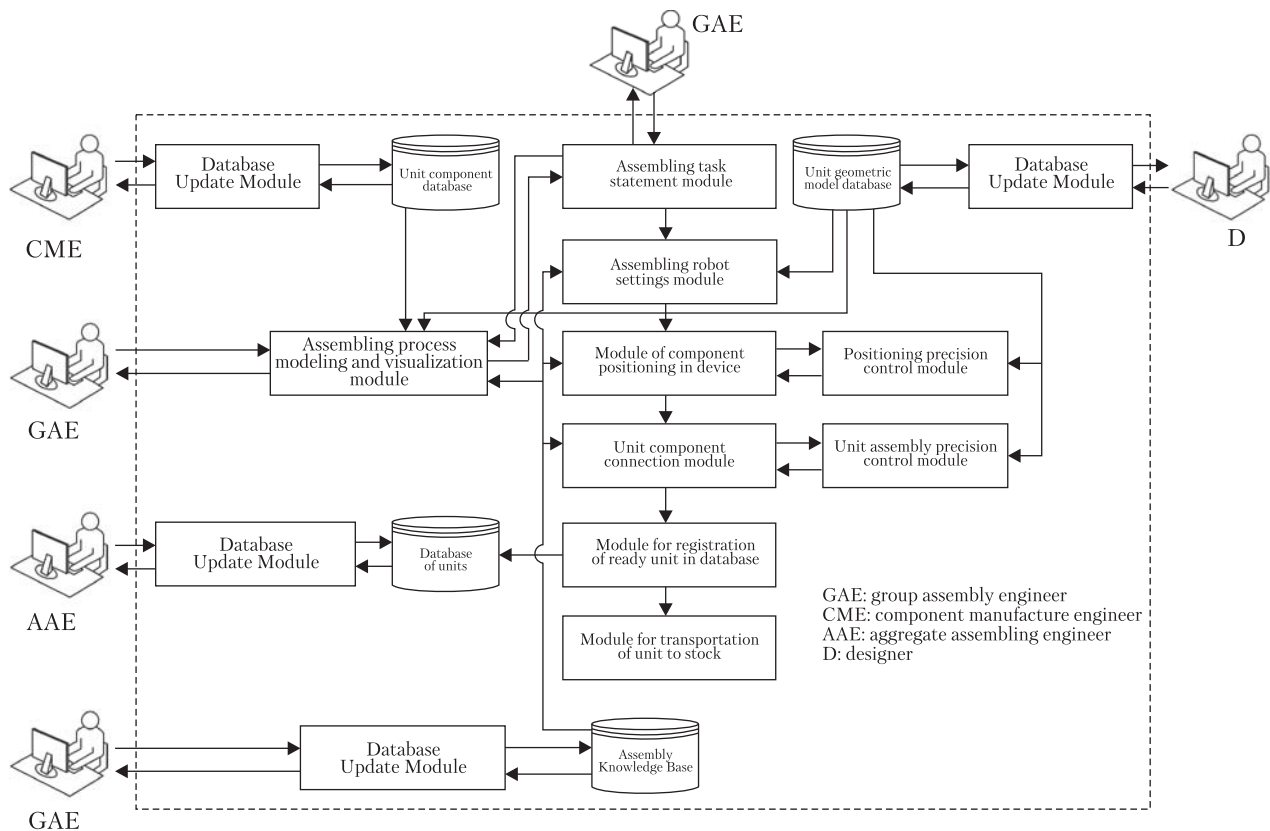 GAE
Database
Update Module
Unit component
database
Assembling task
statement module
Unit geometric
model database
Database
Update Module
CME
D
Assembling robot
settings module
Assembling process
modeling and visualization
module
Module of component
positioning in device
Positioning precision
control module
GAE
Unit component
connection module
Unit assembly precision
control module
Database
Update Module
Database
of units
Module for registration
of ready unit in database
AAE
GAE: group assembly engineer
CME: component manufacture engineer
AAE: aggregate assembling engineer
D: designer
Module for transportation
of unit to stock
Database
Update Module
Assembly
Knowledge Base
GAE